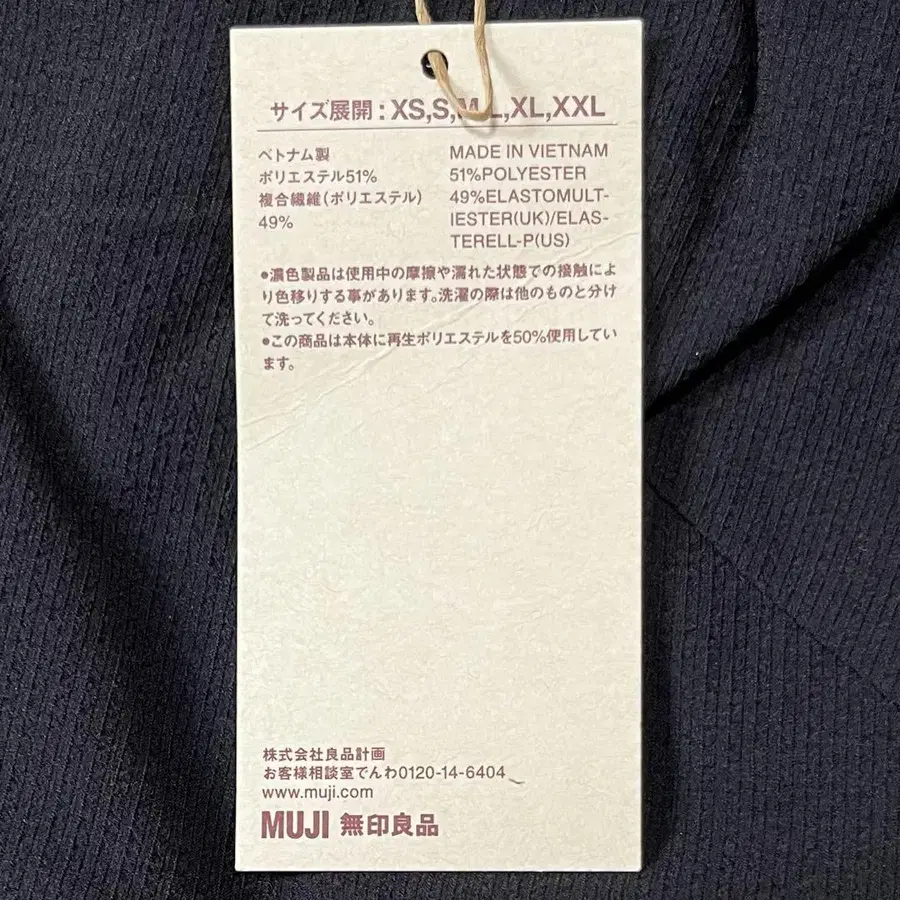 サイズ展開：XS,S,M,L,XL,XXL
ベトナム製
ポリエステル51%
複合繊維(ポリエステル)
49%
MADE IN VIETNAM
51%POLYESTER
49%ELASTOMULT-
IESTER(UK)/ELAS-
TERELL-P(US)
●濃色製品は使用中の摩擦や濡れた状態での接触によ
り色移りする事があります。洗濯の際は他のものと分け
て洗ってください。
●この商品は本体に再生ポリエステルを50%使用してい
ます。
株式会社良品計画
お客様相談室でんわ0120-14-6404
www.muji.com
MUJI 無印良品